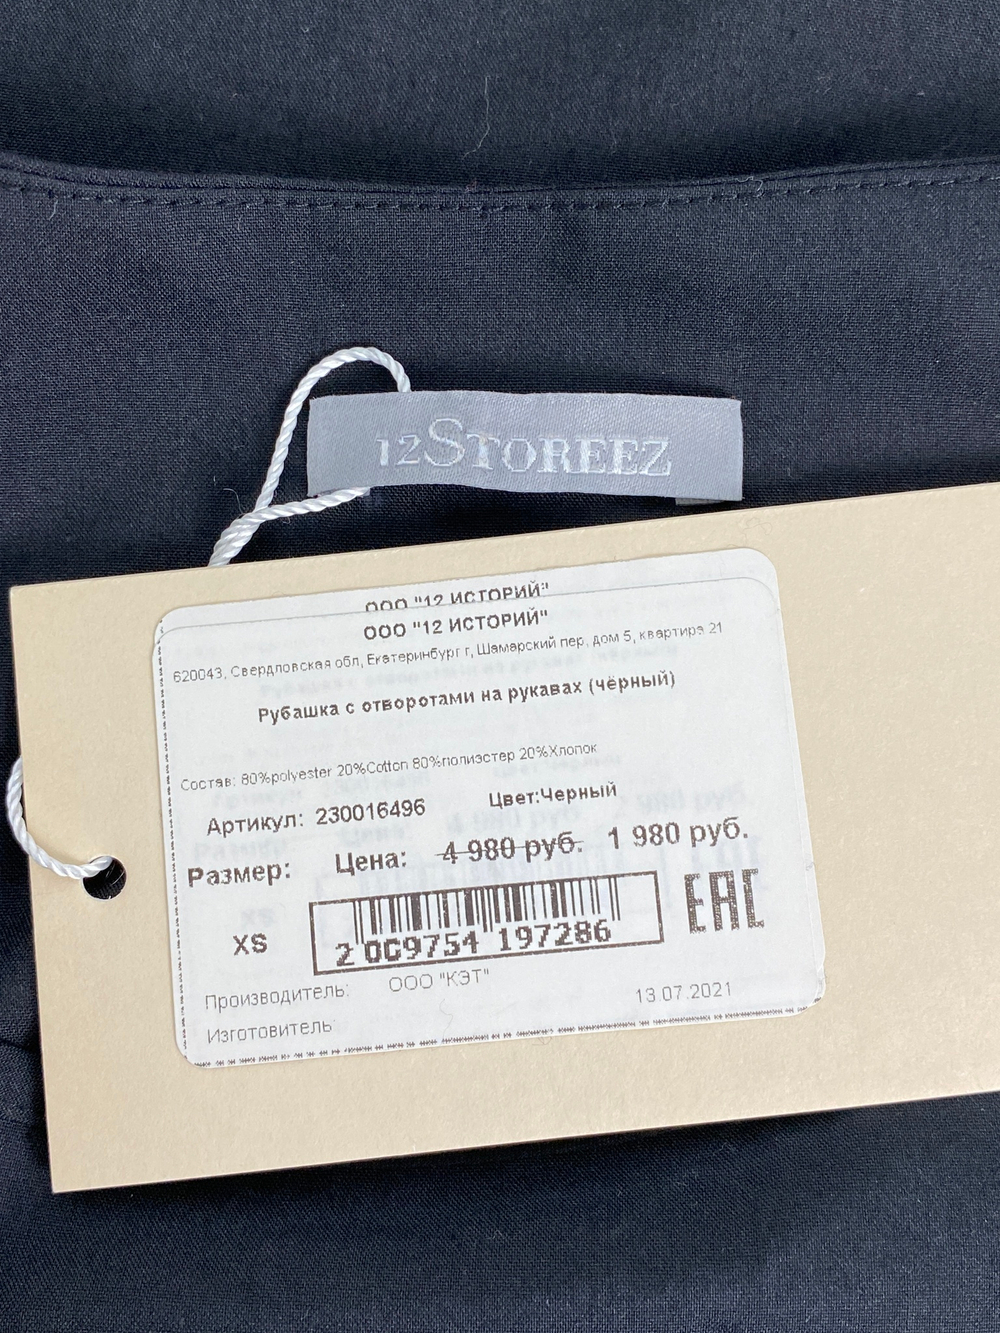 12STOREEZ
ООО "12 ИСТОРИЙ"
ООО "12 ИСТОРИЙ"
620043, Свердловская обл, Екатеринбург г, Шамарский пер, дом 5, квартира 21
Рубашка с отворотами на рукавах (чёрный)
Состав: 80%polyester 20%Cotton 80%полиэстер 20%Хлопок
Артикул: 230016496 Цвет:Черный
Размер: Цена: 4 980 руб. 1 980 руб.
XS
2 009754 197286
EAC
Производитель: ООО "КЭТ"
13.07.2021
Изготовитель: